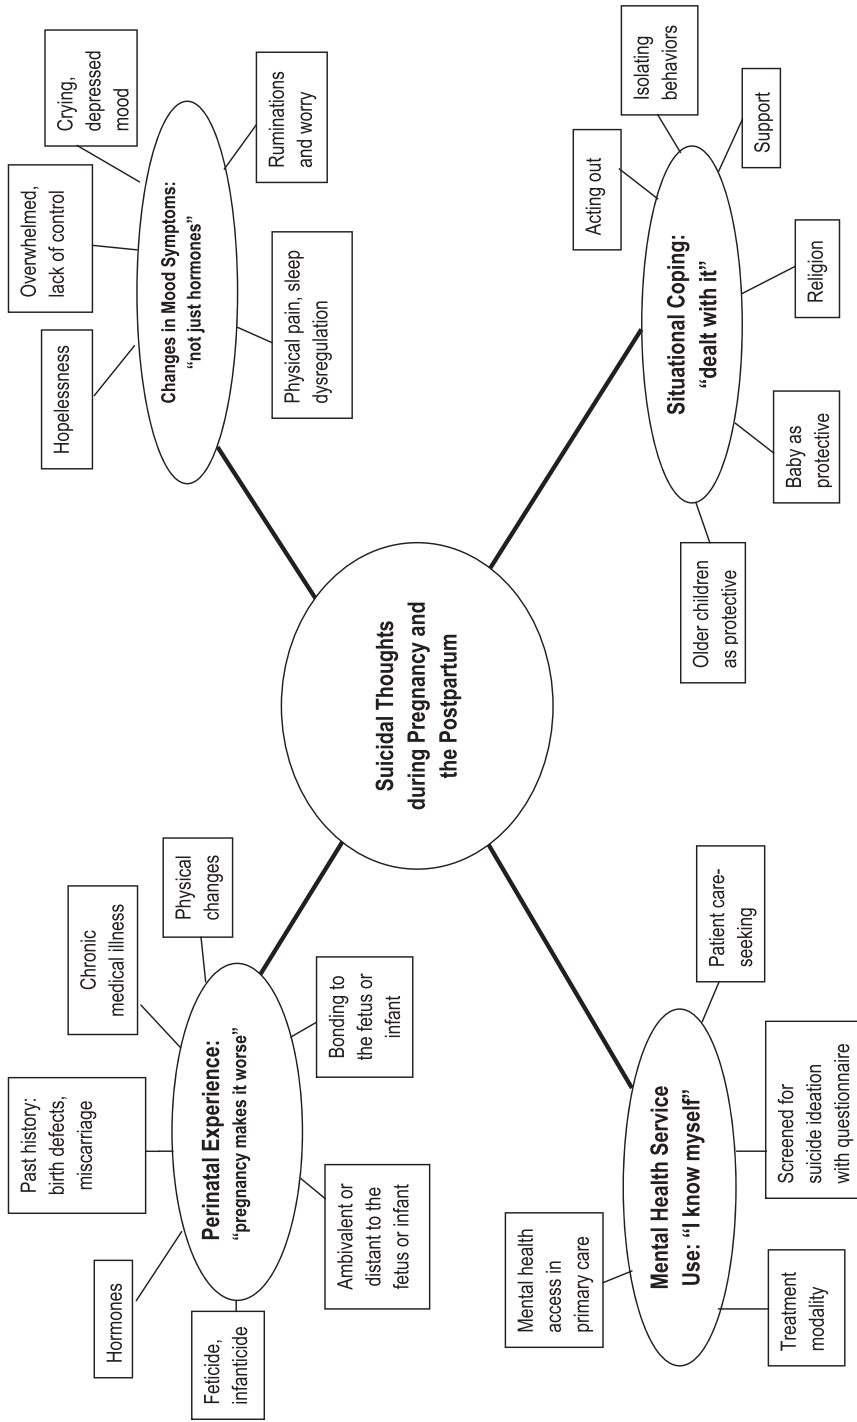 Suicidal Thoughts
during Pregnancy and
the Postpartum
Perinatal Experience:
“pregnancy makes it worse”
Feticide,
infanticide
Hormones
Past history:
birth defects,
miscarriage
Chronic
medical illness
Physical
changes
Bonding to
the fetus or
infant
Ambivalent or
distant to the
fetus or infant
Changes in Mood Symptoms:
“not just hormones”
Hopelessness
Overwhelmed,
lack of control
Crying,
depressed
mood
Ruminations
and worry
Physical pain, sleep
dysregulation
Mental Health Service
Use: “I know myself”
Mental health
access in
primary care
Treatment
modality
Screened for
suicide ideation
with questionnaire
Patient care-
seeking
Situational Coping:
“dealt with it”
Older children
as protective
Baby as
protective
Religion
Support
Isolating
behaviors
Acting out